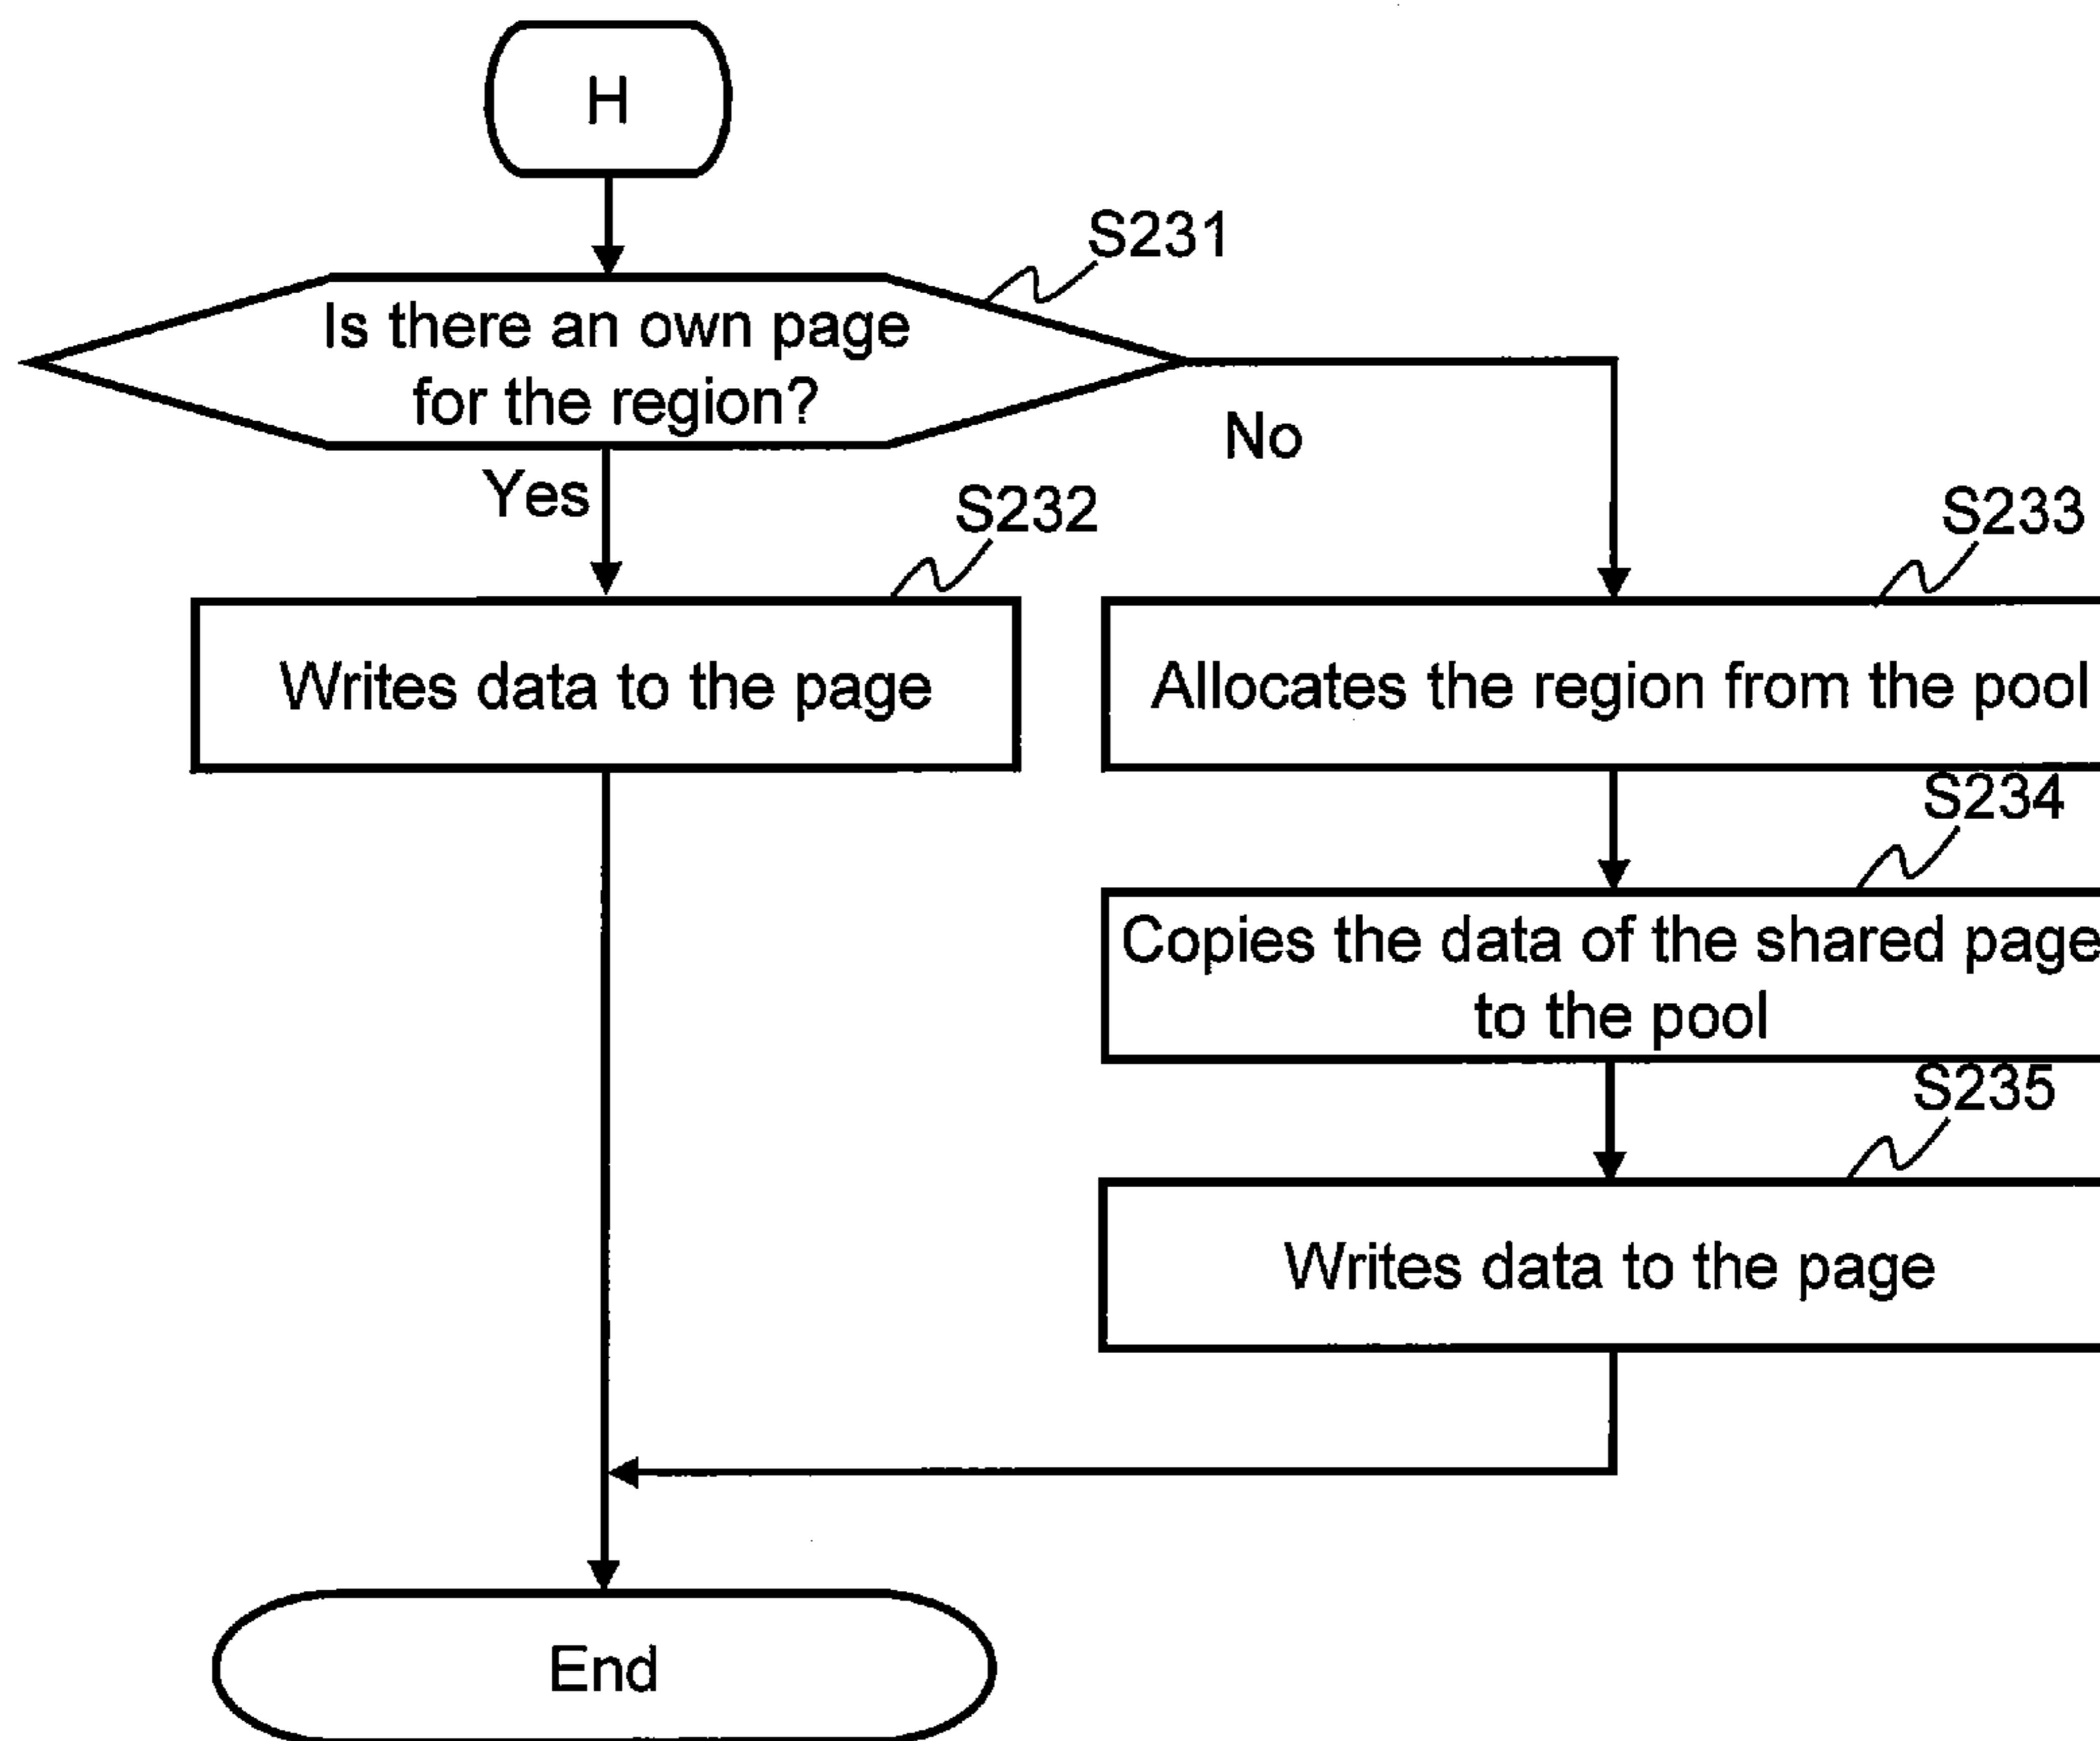 H
S231
Is there an own page
for the region?
Yes
No
S232
S233
Writes data to the page
Allocates the region from the pool
S234
Copies the data of the shared page
to the pool
S235
Writes data to the page
End